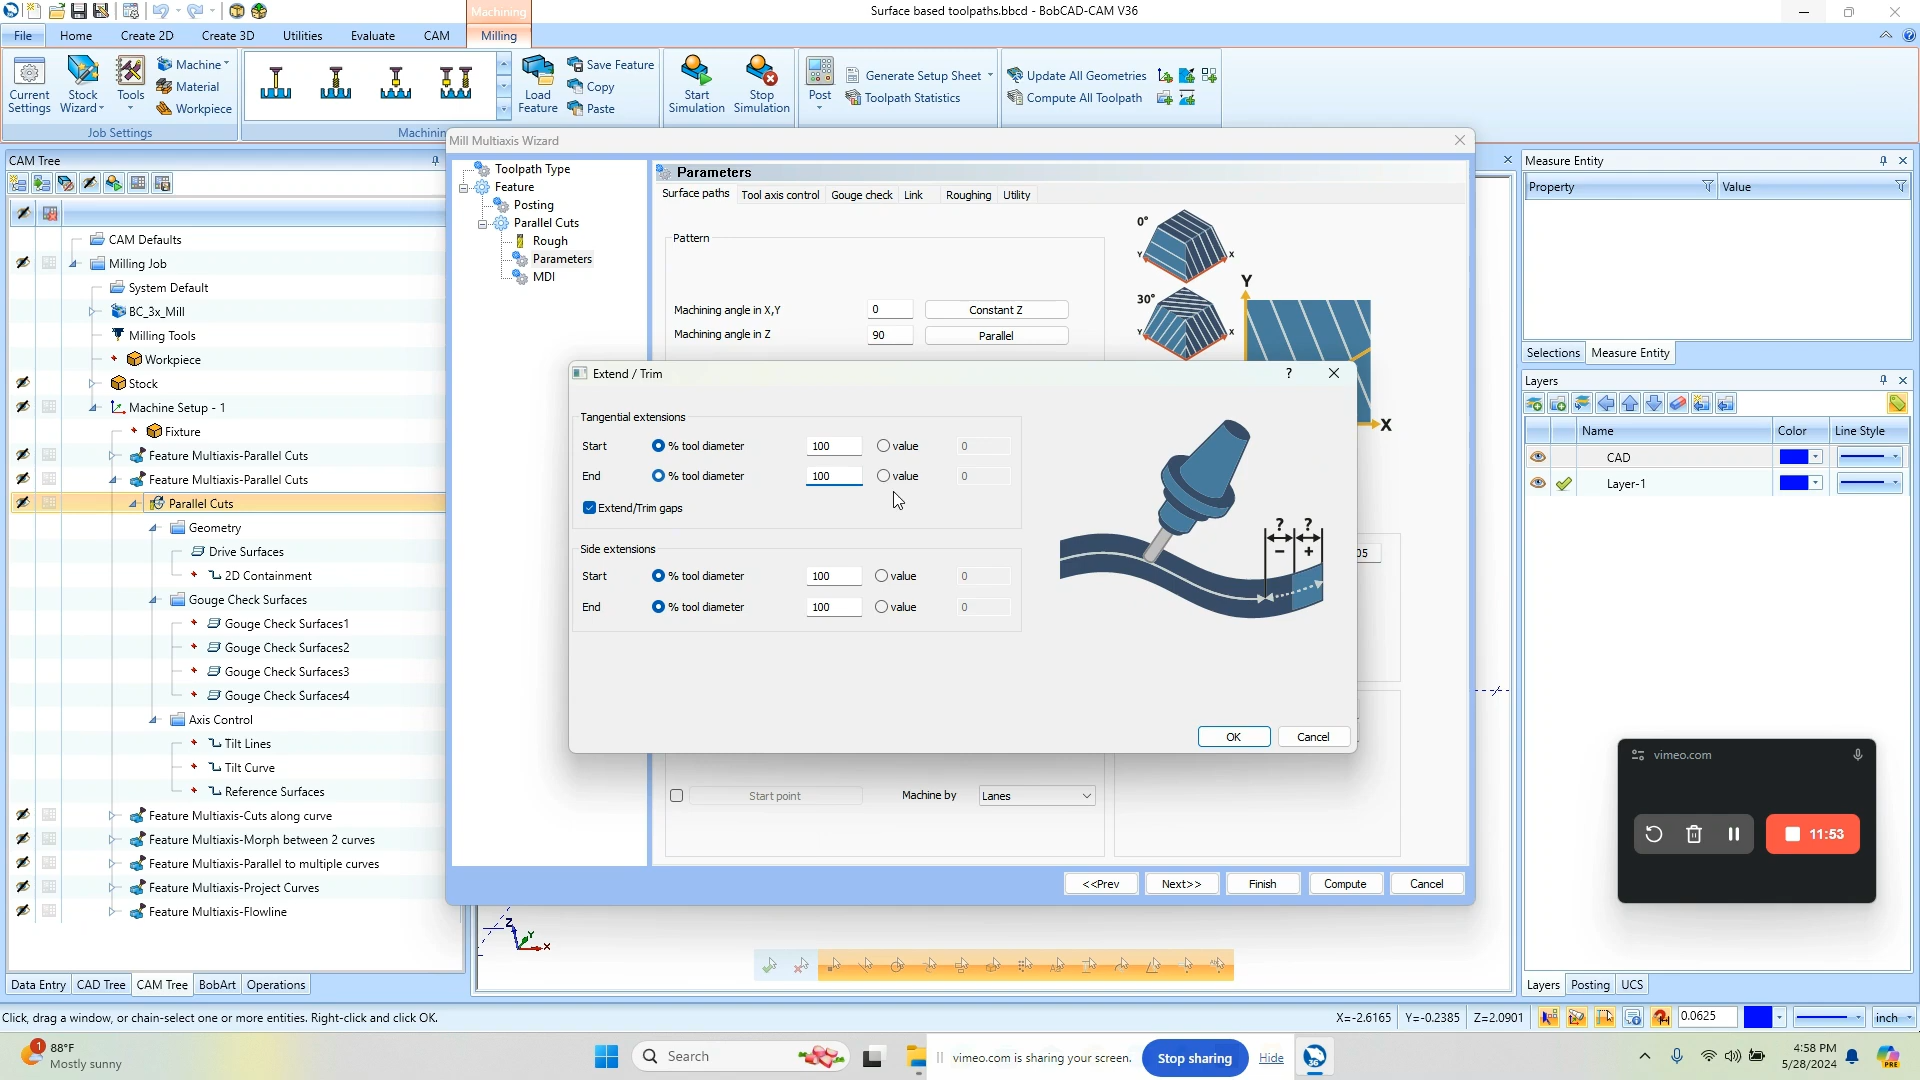 Surface based toolpaths.bbcd - BobCAD-CAM V36
Machining
File
Home
Create 2D
Create 3D
Utilities
Evaluate
CAM
Milling
Current Settings
Stock Wizard
Tools
Machine
Material
Workpiece
Job Settings
Load Feature
Save Feature
Copy
Paste
Machinin
Start Simulation
Stop Simulation
Post
Generate Setup Sheet
Toolpath Statistics
Update All Geometries
Compute All Toolpath
CAM Tree
CAM Defaults
Milling Job
System Default
BC_3x_Mill
Milling Tools
Workpiece
Stock
Machine Setup - 1
Fixture
Feature Multiaxis-Parallel Cuts
Feature Multiaxis-Parallel Cuts
Parallel Cuts
Geometry
Drive Surfaces
2D Containment
Gouge Check Surfaces
Gouge Check Surfaces1
Gouge Check Surfaces2
Gouge Check Surfaces3
Gouge Check Surfaces4
Axis Control
Tilt Lines
Tilt Curve
Reference Surfaces
Feature Multiaxis-Cuts along curve
Feature Multiaxis-Morph between 2 curves
Feature Multiaxis-Parallel to multiple curves
Feature Multiaxis-Project Curves
Feature Multiaxis-Flowline
Data Entry
CAD Tree
CAM Tree
BobArt
Operations
Mill Multiaxis Wizard
Toolpath Type
Feature
Posting
Parallel Cuts
Rough
Parameters
MDI
Parameters
Surface paths
Tool axis control
Gouge check
Link
Roughing
Utility
Pattern
Machining angle in X,Y
0
Constant Z
Machining angle in Z
90
Parallel
0°
Y
X
30°
Y
X
Y
X
Extend / Trim
?
Tangential extensions
Start
% tool diameter
100
value
0
End
% tool diameter
100
value
0
Extend/Trim gaps
Side extensions
Start
% tool diameter
100
value
0
End
% tool diameter
100
value
0
? ?
- +
OK
Cancel
05
Start point
Machine by
Lanes
<<Prev
Next>>
Finish
Compute
Cancel
Z
Y
X
Measure Entity
Property
Value
Selections
Measure Entity
Layers
Name
Color
Line Style
CAD
Layer-1
vimeo.com
11:53
Layers
Posting
UCS
Click, drag a window, or chain-select one or more entities. Right-click and click OK.
X=-2.6165
Y=-0.2385
Z=2.0901
0.0625
inch
1
88°F
Mostly sunny
Search
vimeo.com is sharing your screen.
Stop sharing
Hide
4:58 PM
5/28/2024
PRE